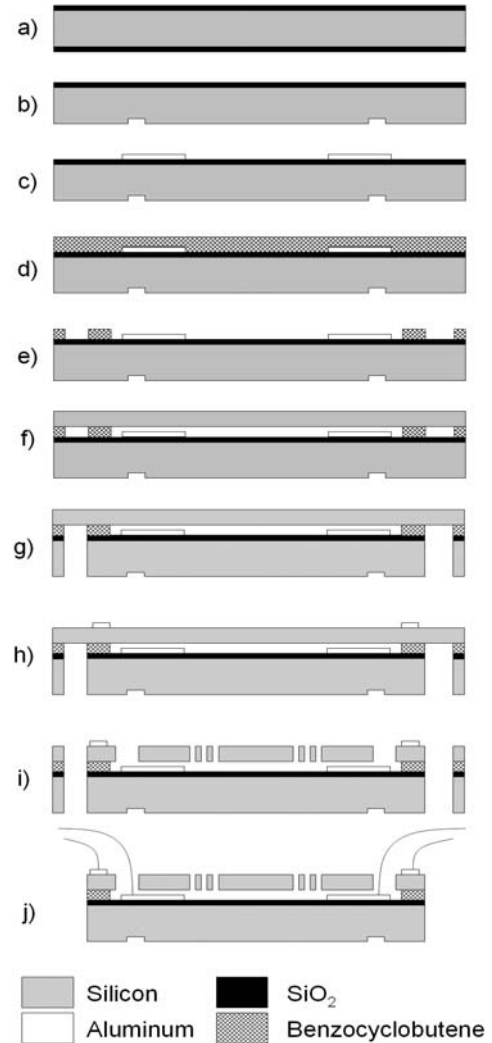 a)
b)
c)
d)
e)
f)
g)
h)
i)
j)
Silicon
SiO₂
Aluminum
Benzocyclobutene